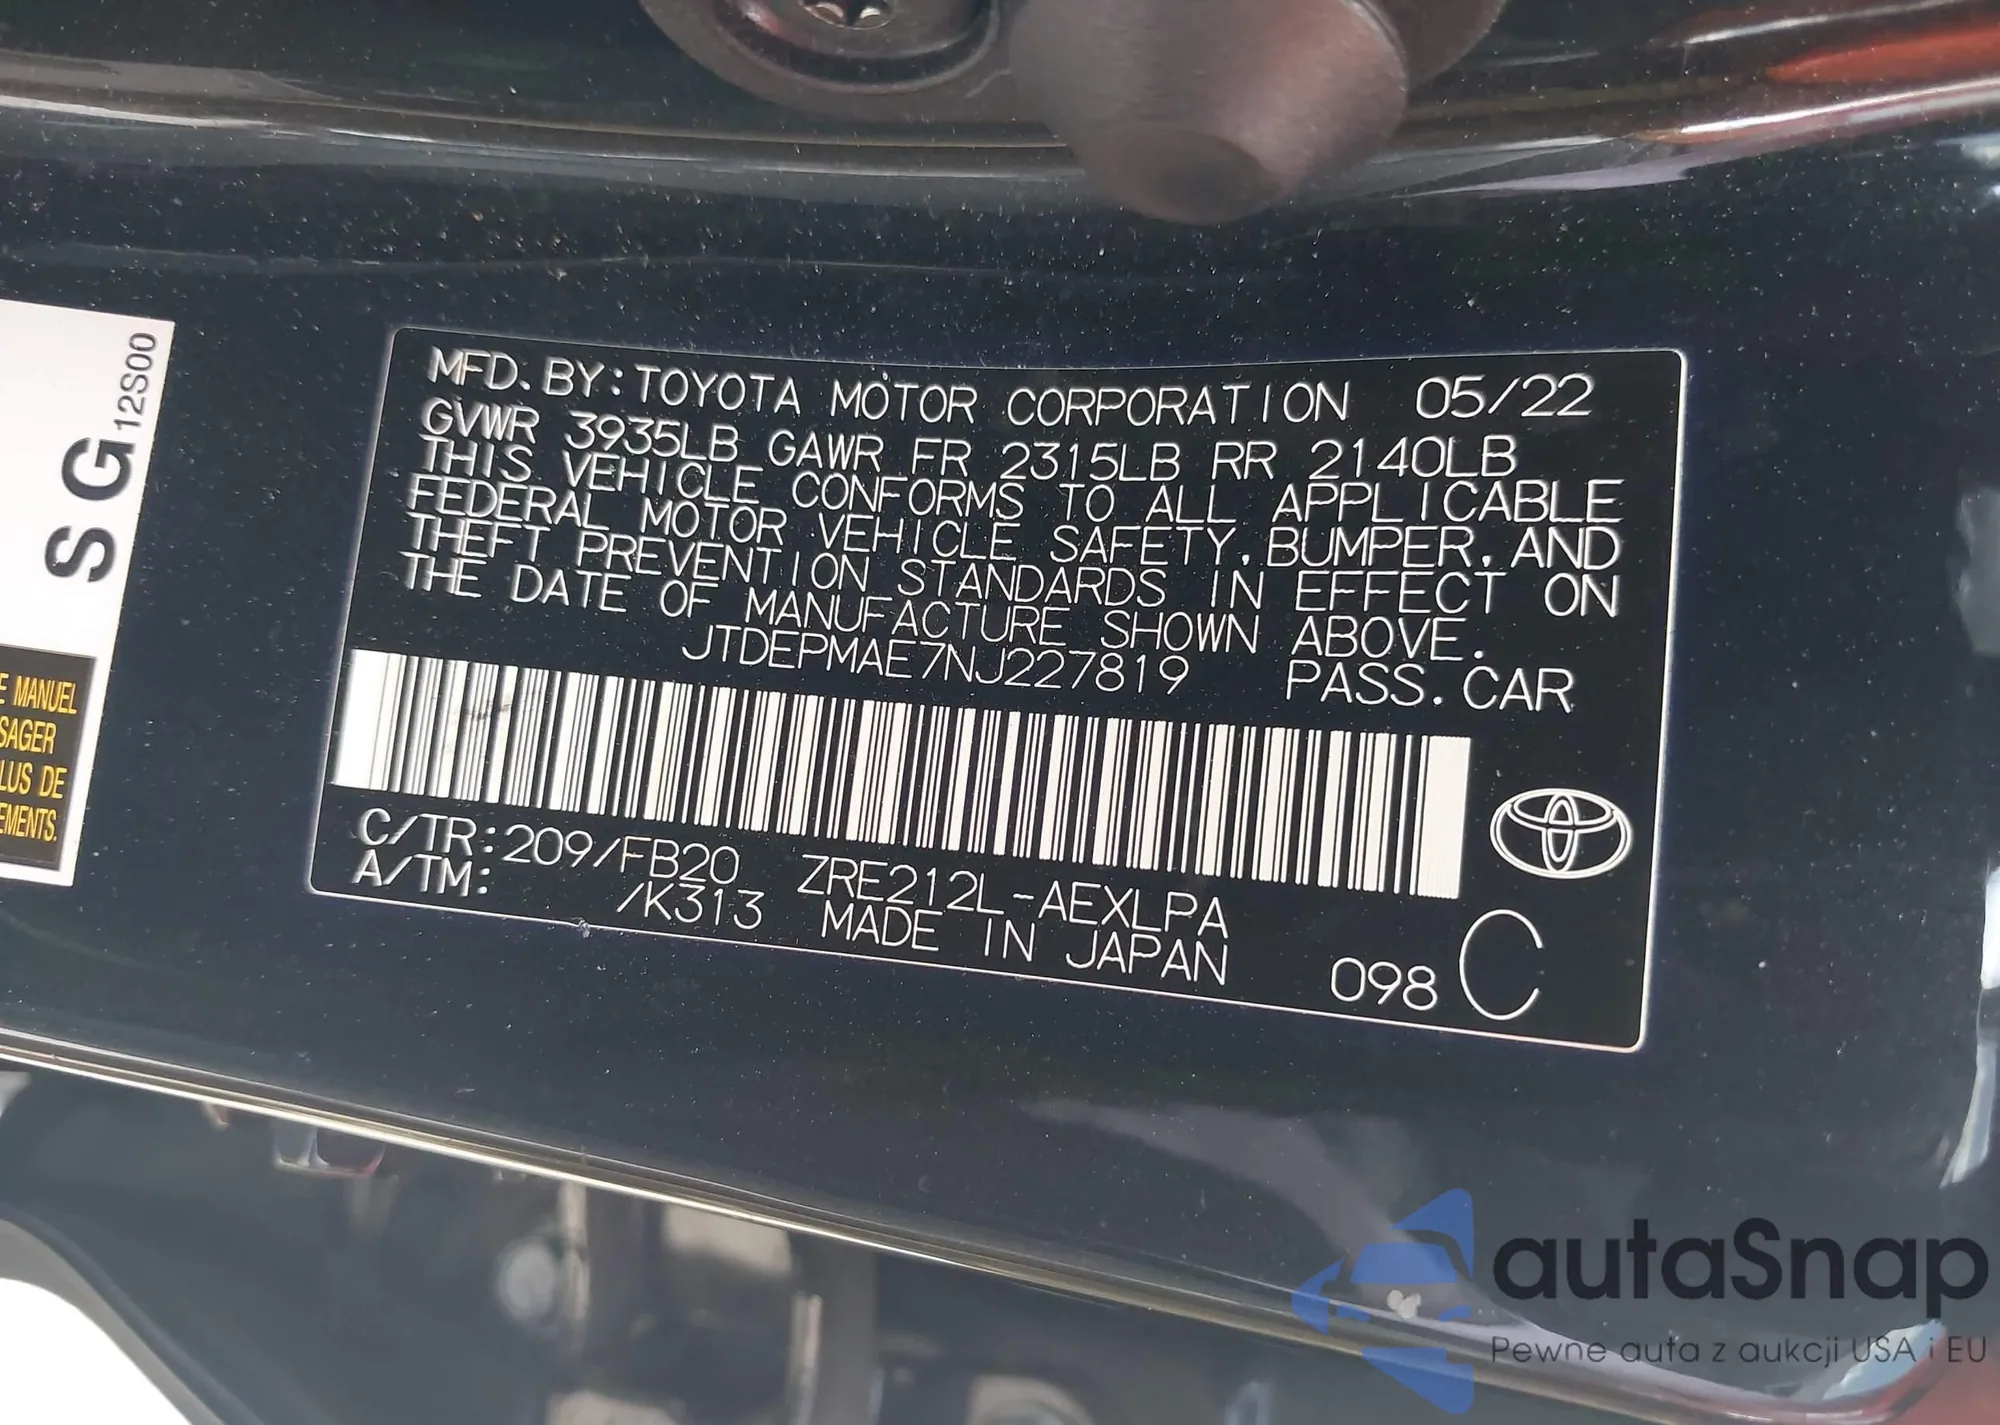 SG12S00
E MANUEL
SAGER
LUS DE
EMENTS.
MFD. BY: TOYOTA MOTOR CORPORATION 05/22
GVWR 3935LB GAWR FR 2315LB RR 2140LB
THIS VEHICLE CONFORMS TO ALL APPLICABLE
FEDERAL MOTOR VEHICLE SAFETY, BUMPER, AND
THEFT PREVENTION STANDARDS IN EFFECT ON
THE DATE OF MANUFACTURE SHOWN ABOVE.
JTDEPMAE7NJ227819 PASS. CAR
C/TR: 209/FB20 ZRE212L-AEXLPA
A/TM: /K313 MADE IN JAPAN
098 C
autaSnap
Pewne auta z aukcji USA i EU